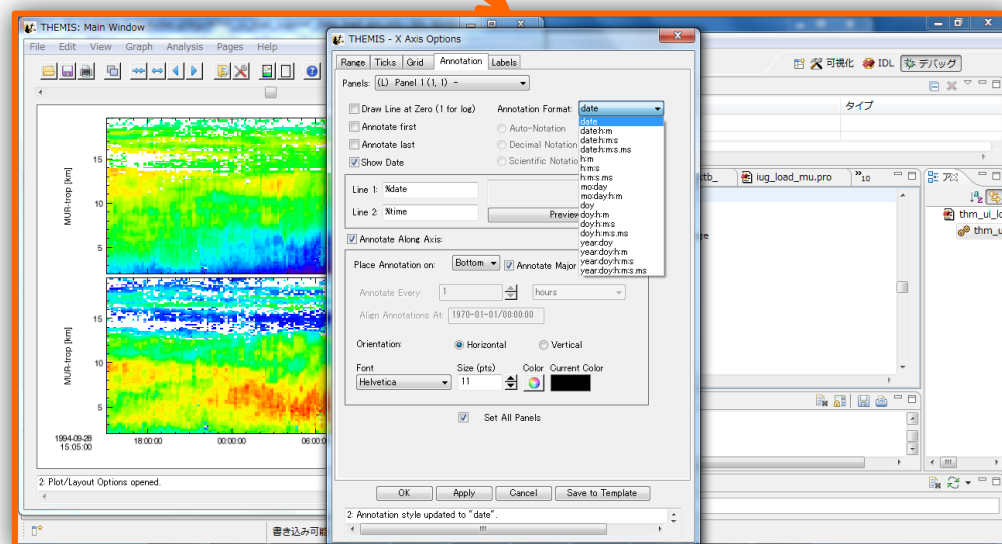 THEMIS: Main Window
File Edit View Graph Analysis Pages Help
MUR-trop [km]
15
10
5
MUR-trop [km]
15
10
5
1994-09-28
15:05:00
18:00:00
00:00:00
06:00:0
2: Plot/Layout Options opened.
書き込み可能
THEMIS - X Axis Options
Range Ticks Grid Annotation Labels
Panels: (L) Panel 1 (1, 1) -
Draw Line at Zero (1 for log)
Annotation Format: date
Annotate first
Auto-Notation
Annotate last
Decimal Notation
Show Date
Scientific Notatio
date
date:h:m
date:h:m:s
date:h:m:s.ms
h:m
h:m:s
h:m:s.ms
mo:day
mo:day:h:m
doy
doy:h:m
doy:h:m:s
doy:h:m:s.ms
year:doy
year:doy:h:m
year:doy:h:m:s
year:doy:h:m:s.ms
Line 1: %date
Line 2: %time
Preview
Annotate Along Axis:
Place Annotation on: Bottom Annotate Major
Annotate Every: 1 hours
Align Annotations At: 1970-01-01/00:00:00
Orientation: Horizontal Vertical
Font Size (pts) Color Current Color
Helvetica 11
Set All Panels
OK Apply Cancel Save to Template
2: Annotation style updated to "date".
可視化 IDL デバッグ
タイプ
tb_ iug_load_mu.pro »10
ge
thm_ui_lo
thm_u